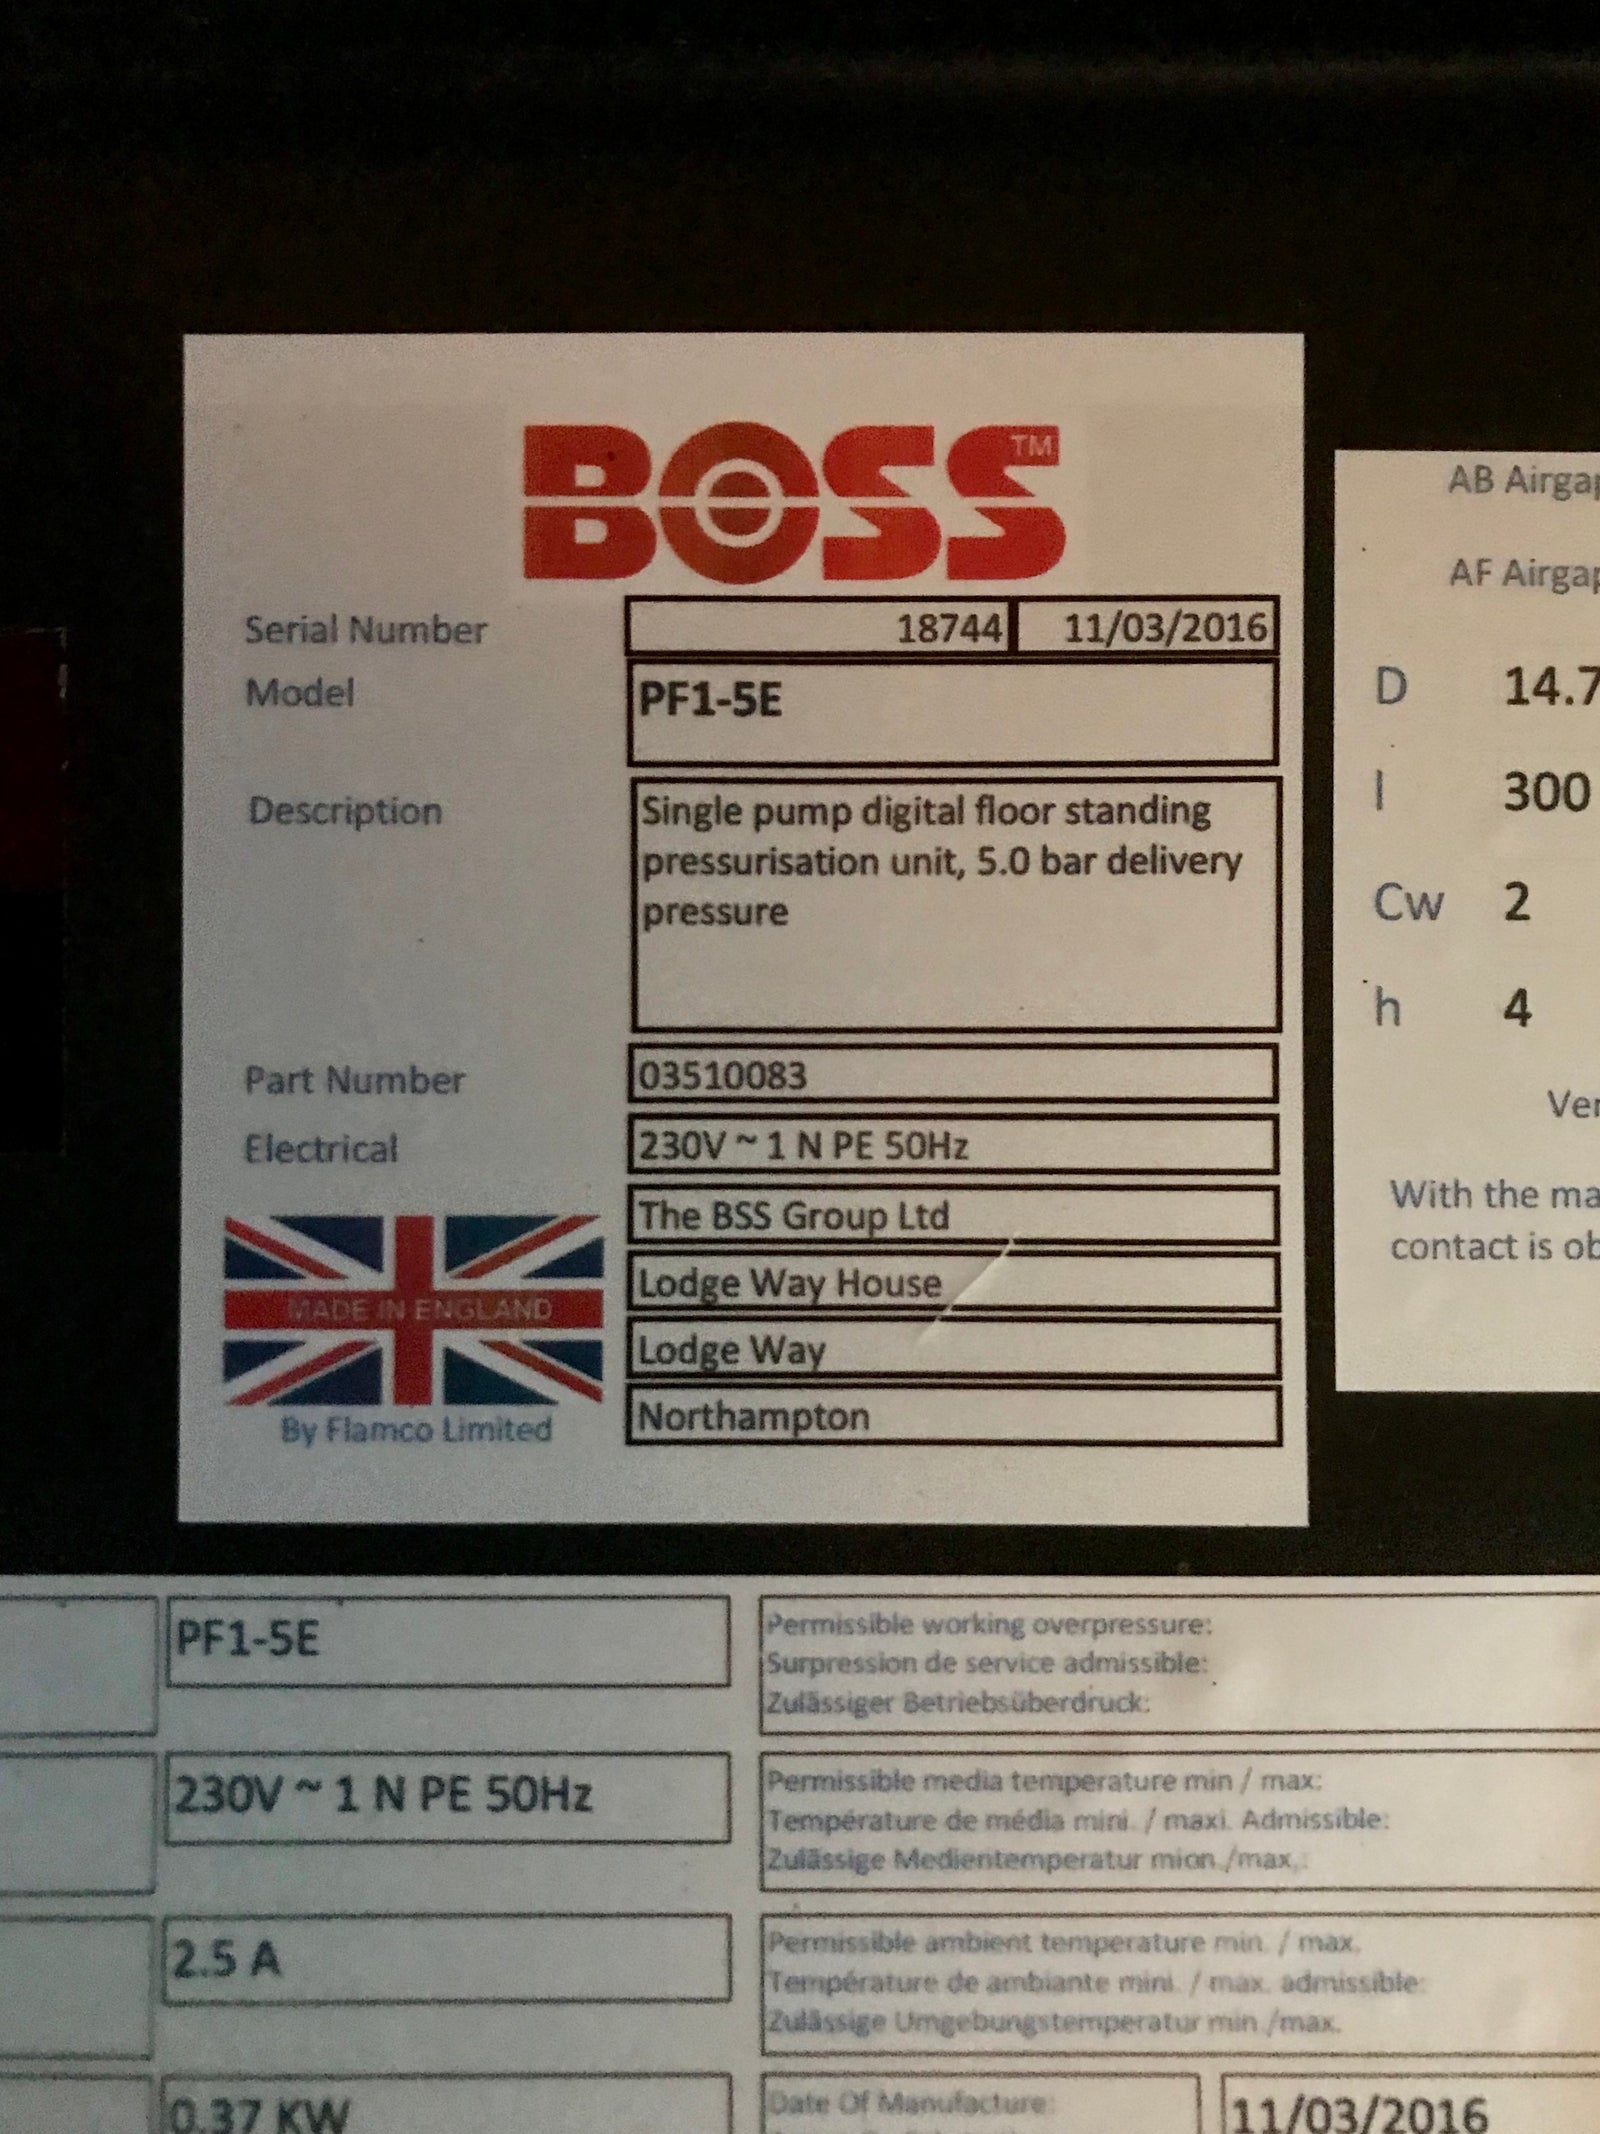 BOSS™
Serial Number 18744 11/03/2016
Model PF1-5E
Description Single pump digital floor standing
pressurisation unit, 5.0 bar delivery
pressure
Part Number 03510083
Electrical 230V ~ 1 N PE 50Hz
The BSS Group Ltd
Lodge Way House
Lodge Way
Northampton
MADE IN ENGLAND
By Flamco Limited
AB Airgap
AF Airgap
D 14.7
l 300
Cw 2
h 4
With the
contact is
PF1-5E
Permissible working overpressure:
Surpression de service admissible:
Zulässiger Betriebsüberdruck:
230V ~ 1 N PE 50Hz
Permissible media temperature min / max:
Température de média mini. / maxi. Admissible:
Zulässige Medientemperatur mion./max.:
2.5 A
Permissible ambient temperature min. / max.
Température de ambiante mini. / max. admissible:
Zulässige Umgebungstemperatur min./max.
0.37 KW
Date Of Manufacture:
11/03/2016